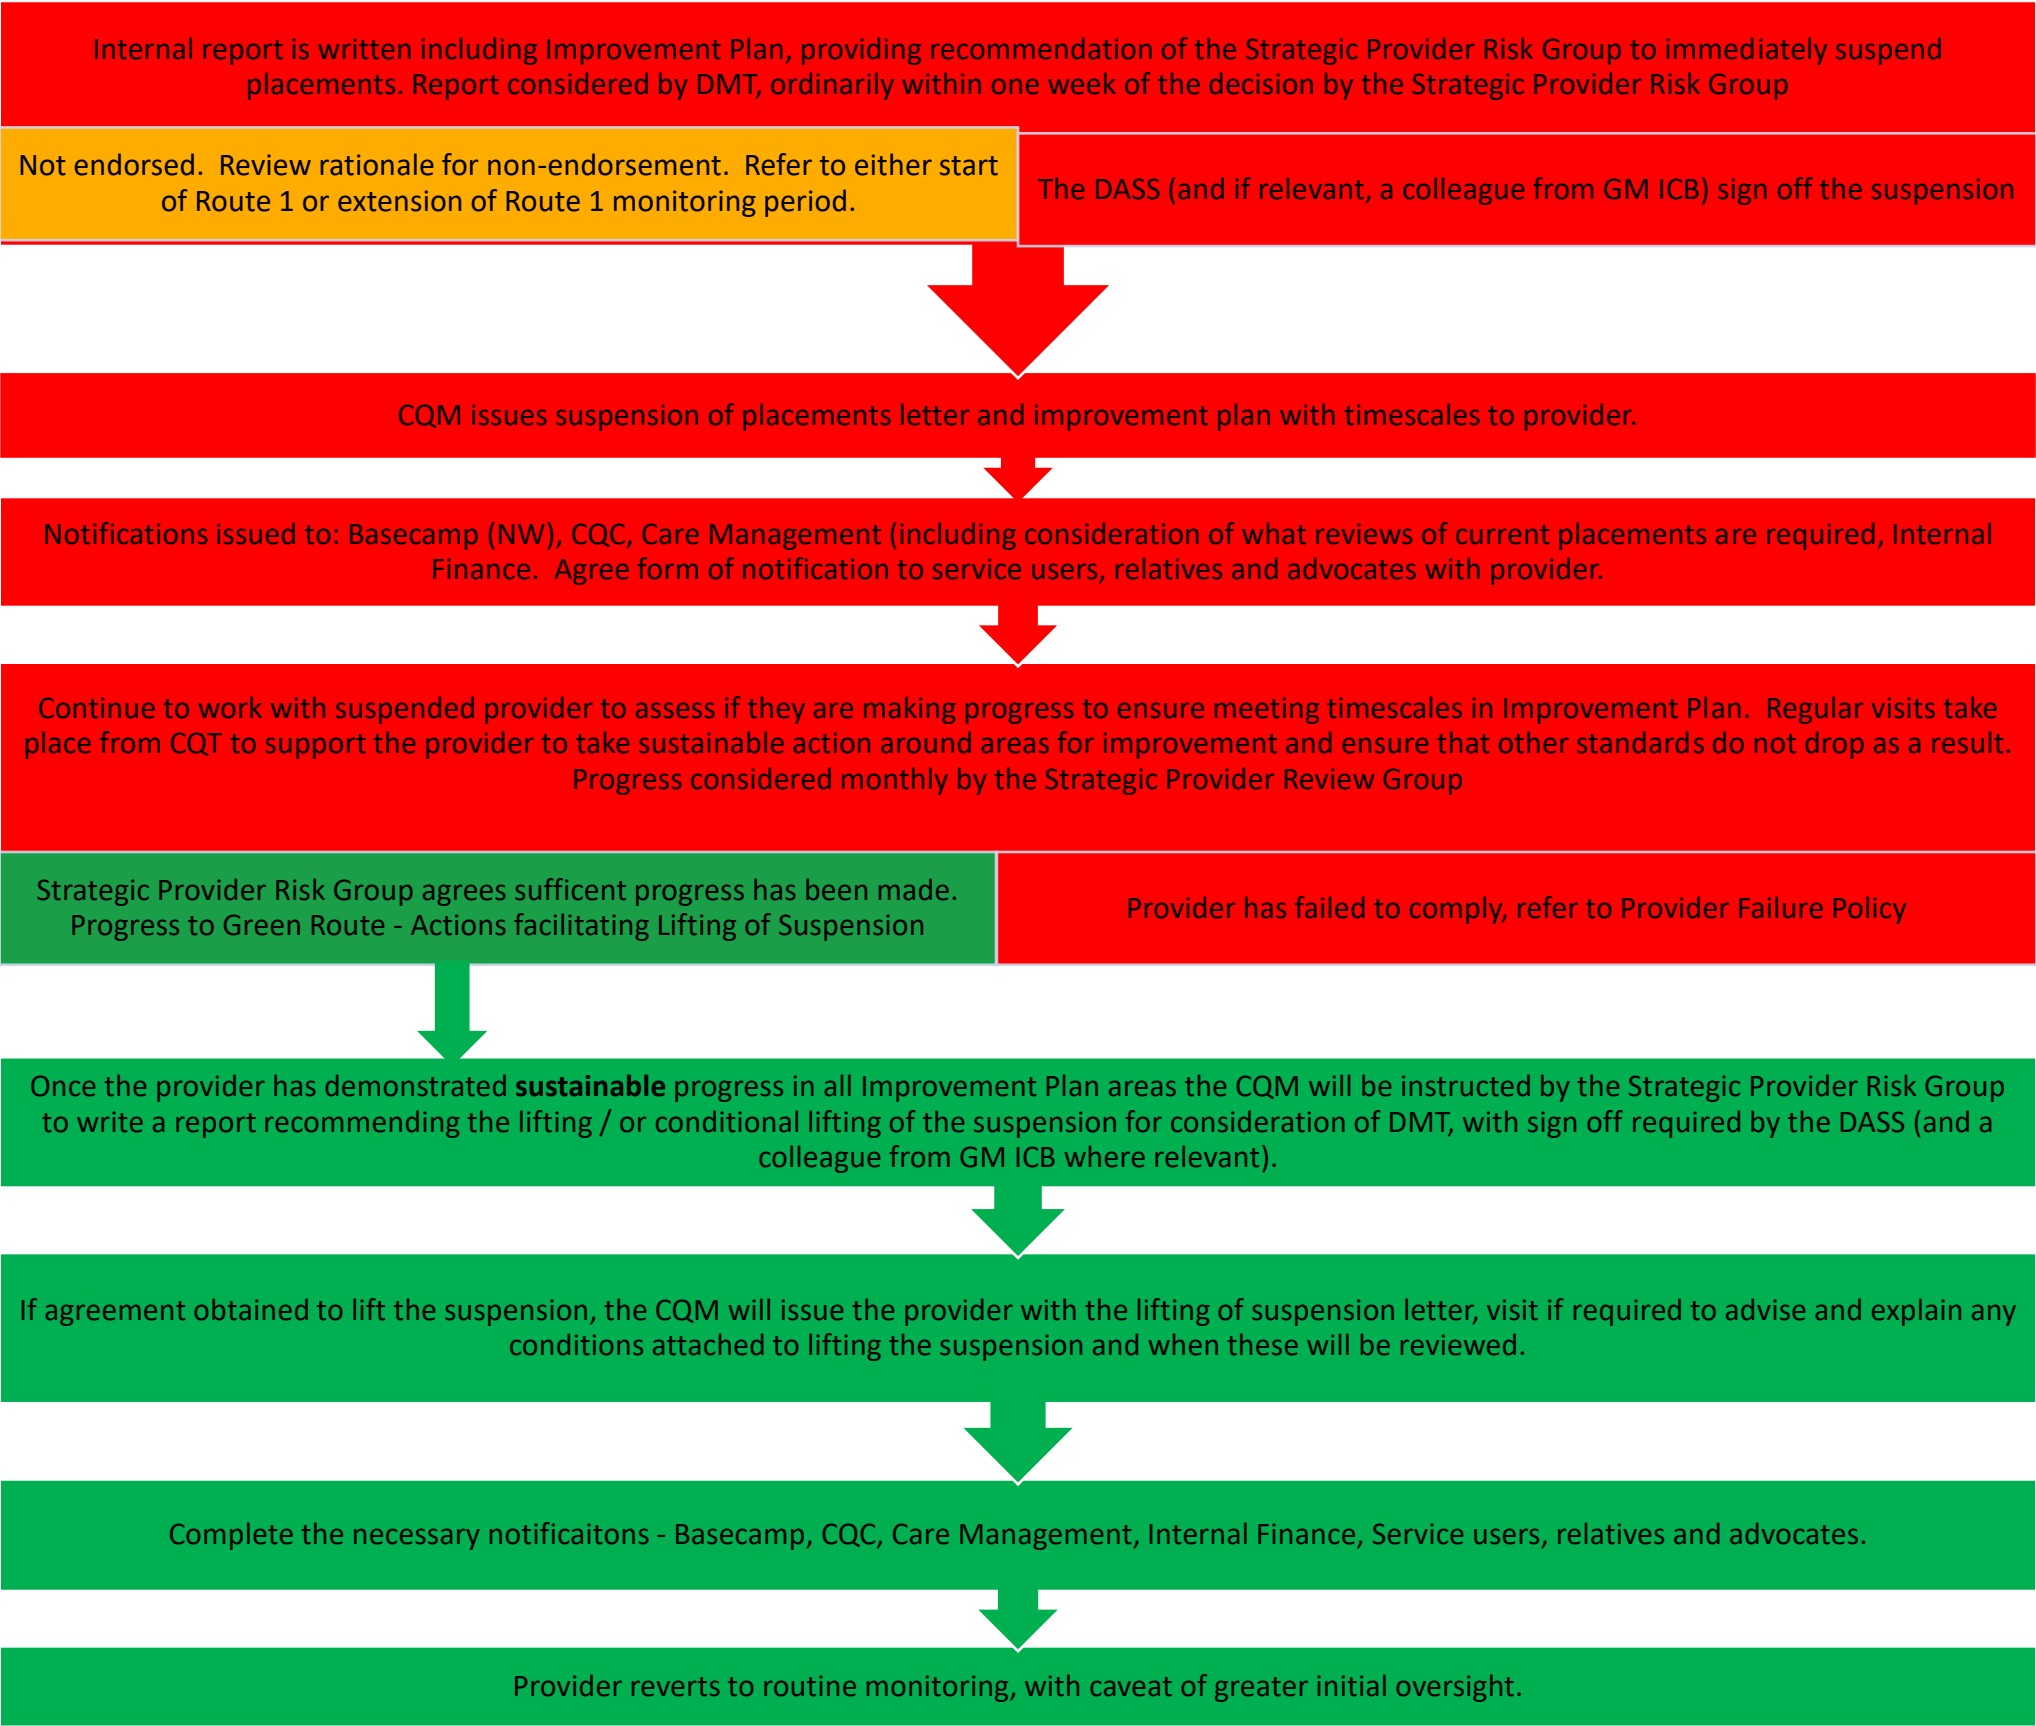 Internal report is written including Improvement Plan, providing recommendation of the Strategic Provider Risk Group to immediately suspend
placements. Report considered by DMT, ordinarily within one week of the decision by the Strategic Provider Risk Group
Not endorsed.  Review rationale for non-endorsement.  Refer to either start
of Route 1 or extension of Route 1 monitoring period.
The DASS (and if relevant, a colleague from GM ICB) sign off the suspension
CQM issues suspension of placements letter and improvement plan with timescales to provider.
Notifications issued to: Basecamp (NW), CQC, Care Management (including consideration of what reviews of current placements are required, Internal
Finance.  Agree form of notification to service users, relatives and advocates with provider.
Continue to work with suspended provider to assess if they are making progress to ensure meeting timescales in Improvement Plan.  Regular visits take
place from CQT to support the provider to take sustainable action around areas for improvement and ensure that other standards do not drop as a result.
Progress considered monthly by the Strategic Provider Review Group
Strategic Provider Risk Group agrees sufficent progress has been made.
Progress to Green Route - Actions facilitating Lifting of Suspension
Provider has failed to comply, refer to Provider Failure Policy
Once the provider has demonstrated sustainable progress in all Improvement Plan areas the CQM will be instructed by the Strategic Provider Risk Group
to write a report recommending the lifting / or conditional lifting of the suspension for consideration of DMT, with sign off required by the DASS (and a
colleague from GM ICB where relevant).
If agreement obtained to lift the suspension, the CQM will issue the provider with the lifting of suspension letter, visit if required to advise and explain any
conditions attached to lifting the suspension and when these will be reviewed.
Complete the necessary notificaitons - Basecamp, CQC, Care Management, Internal Finance, Service users, relatives and advocates.
Provider reverts to routine monitoring, with caveat of greater initial oversight.